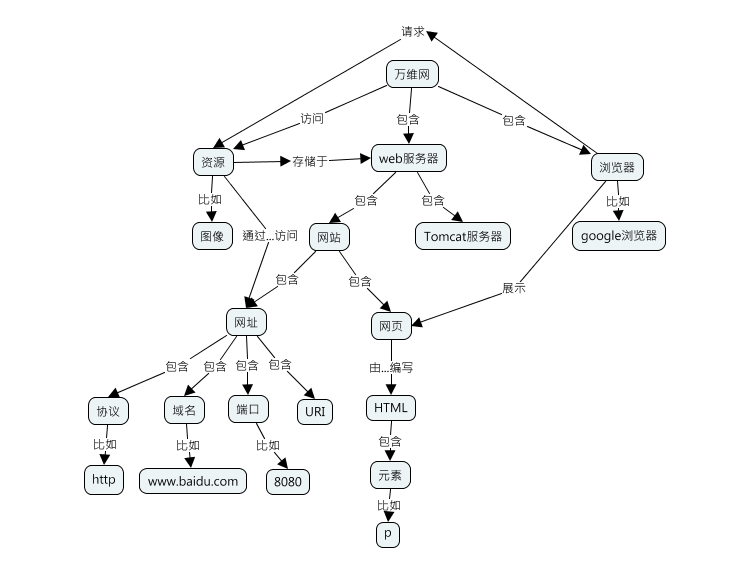 请求
万维网
访问
包含
包含
资源
存储于
web服务器
浏览器
比如
包含
包含
比如
图像
通过...访问
网站
Tomcat服务器
google浏览器
包含
包含
展示
网址
网页
包含
包含
包含
包含
由...编写
协议
域名
端口
URI
HTML
比如
比如
比如
包含
http
www.baidu.com
8080
元素
比如
p